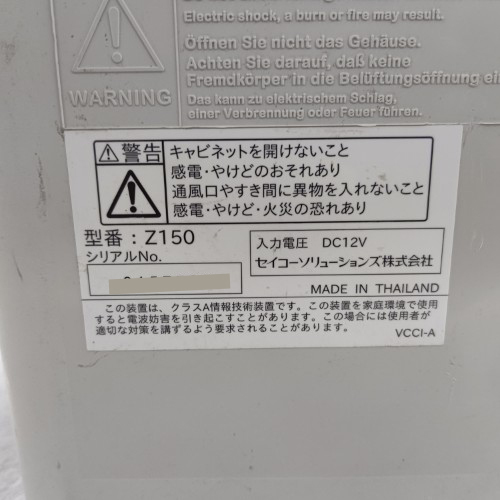 Electric shock, a burn or fire may result.
Öffnen Sie nicht das Gehäuse.
Achten Sie darauf, daß keine
Fremdkörper in die Belüftungsöffnung
WARNING
Das kann zu elektrischem Schlag,
einer Verbrennung oder Feuer führen.
警告 キャビネットを開けないこと
感電・やけどのおそれあり
通風口やすき間に異物を入れないこと
感電・やけど・火災の恐れあり
型番:Z150
シリアルNo.
入力電圧 DC12V
セイコーソリューションズ株式会社
MADE IN THAILAND
この装置は、クラスA情報技術装置です。この装置を家庭環境で使用
すると電波妨害を引き起こすことがあります。この場合には使用者が
適切な対策を講ずるよう要求されることがあります。
VCCI-A